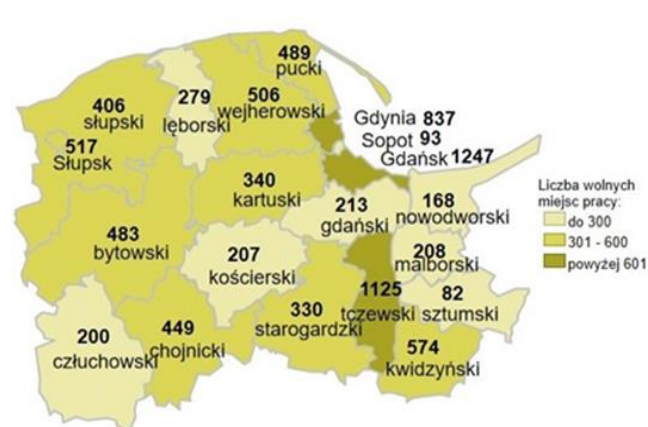 489
pucki
406
słupski
279
lęborski
506
wejherowski
Gdynia 837
Sopot 93
Gdańsk 1247
517
Słupsk
340
kartuski
213
gdański
168
nowodworski
483
bytowski
207
kościerski
208
malborski
1125
tczewski
82
sztumski
200
człuchowski
449
chojnicki
330
starogardzki
574
kwidzyński
Liczba wolnych
miejsc pracy:
do 300
301 - 600
powyżej 601